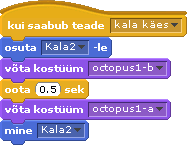 kui saabub teade kala käes
osuta Kala2 -le
võta kostüüm octopus1-b
oota 0.5 sek
võta kostüüm octopus1-a
mine Kala2